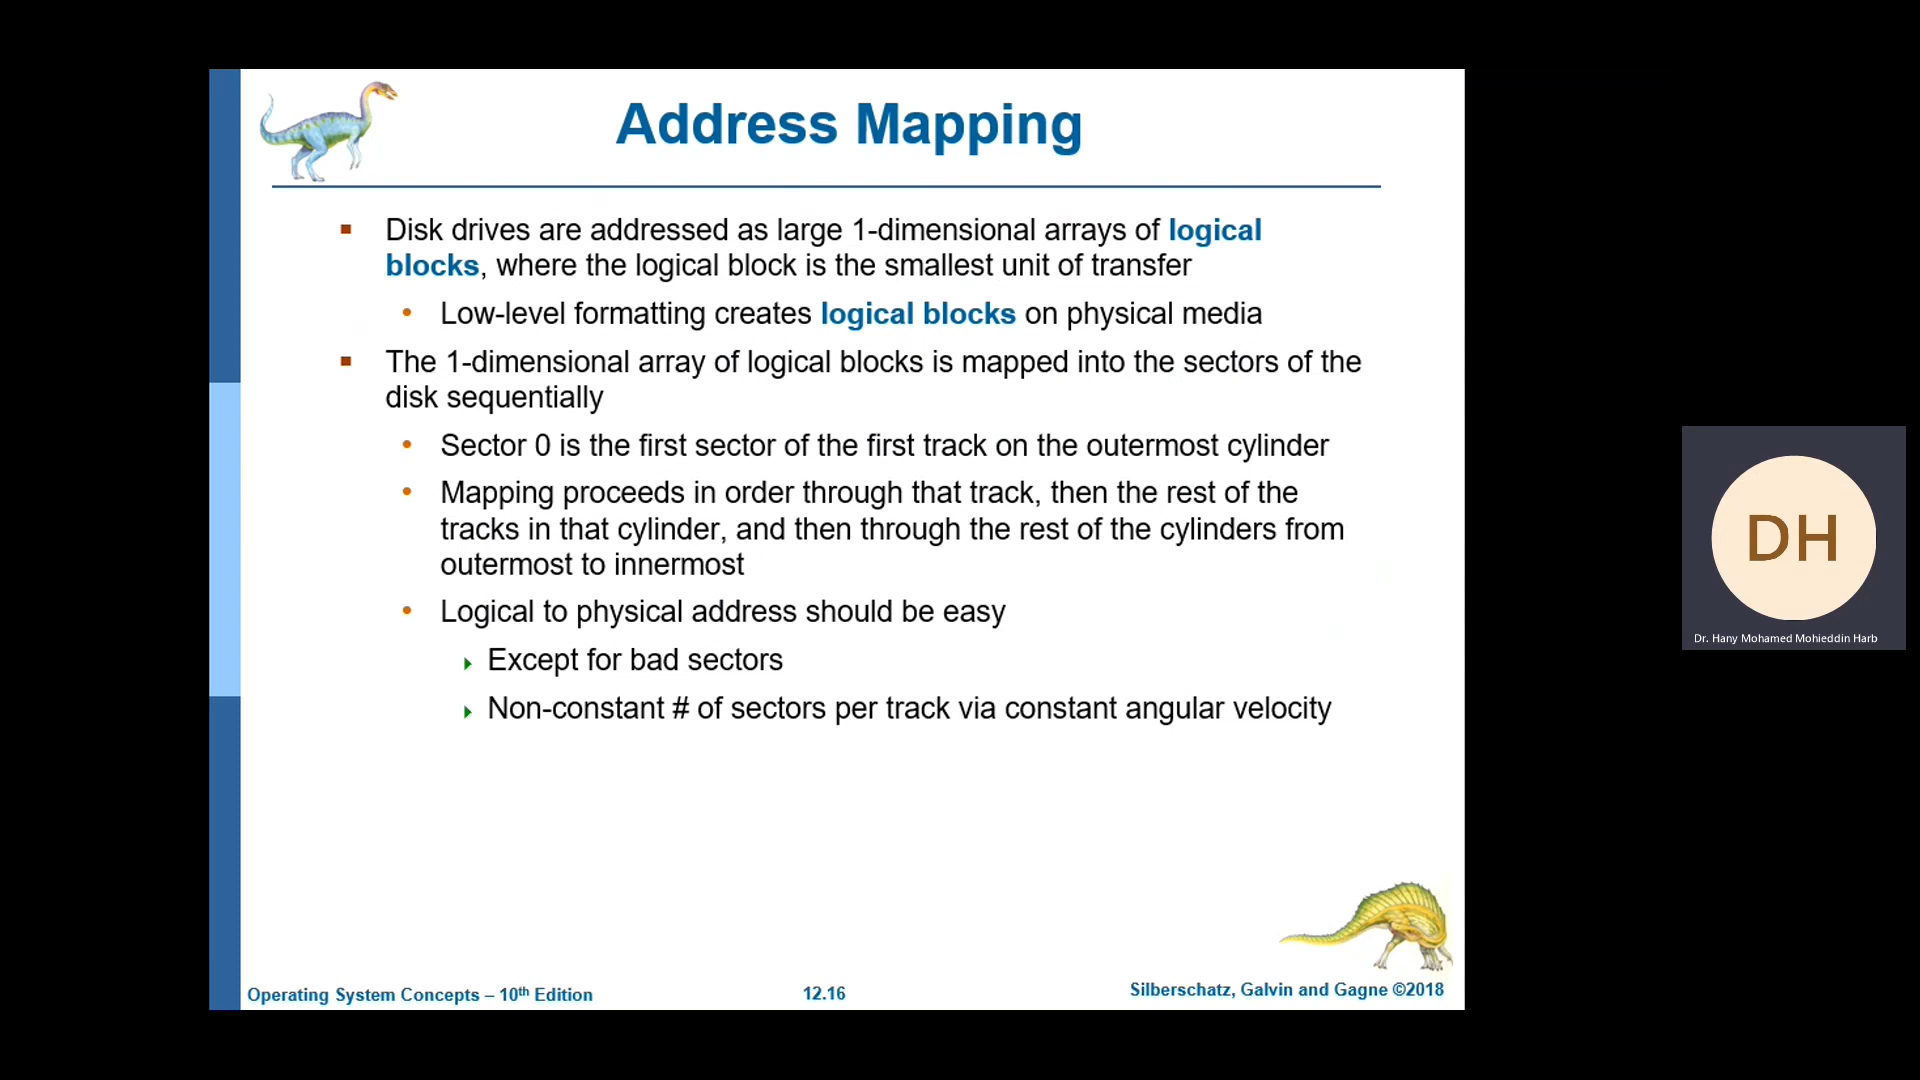 Address Mapping
▪ Disk drives are addressed as large 1-dimensional arrays of logical
blocks, where the logical block is the smallest unit of transfer
• Low-level formatting creates logical blocks on physical media
▪ The 1-dimensional array of logical blocks is mapped into the sectors of the
disk sequentially
• Sector 0 is the first sector of the first track on the outermost cylinder
• Mapping proceeds in order through that track, then the rest of the
tracks in that cylinder, and then through the rest of the cylinders from
outermost to innermost
• Logical to physical address should be easy
▸ Except for bad sectors
▸ Non-constant # of sectors per track via constant angular velocity
Operating System Concepts – 10th Edition
12.16
Silberschatz, Galvin and Gagne ©2018
DH
Dr. Hany Mohamed Mohieddin Harb